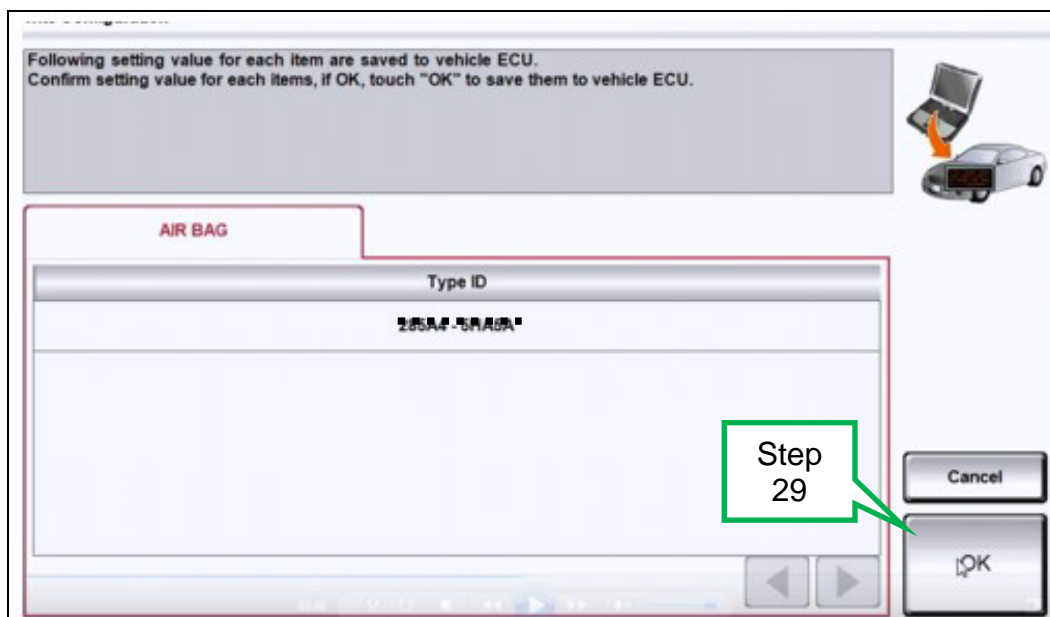 Following setting value for each item are saved to vehicle ECU.
Confirm setting value for each items, if OK, touch "OK" to save them to vehicle ECU.
AIR BAG
Type ID
Step
29
Cancel
OK